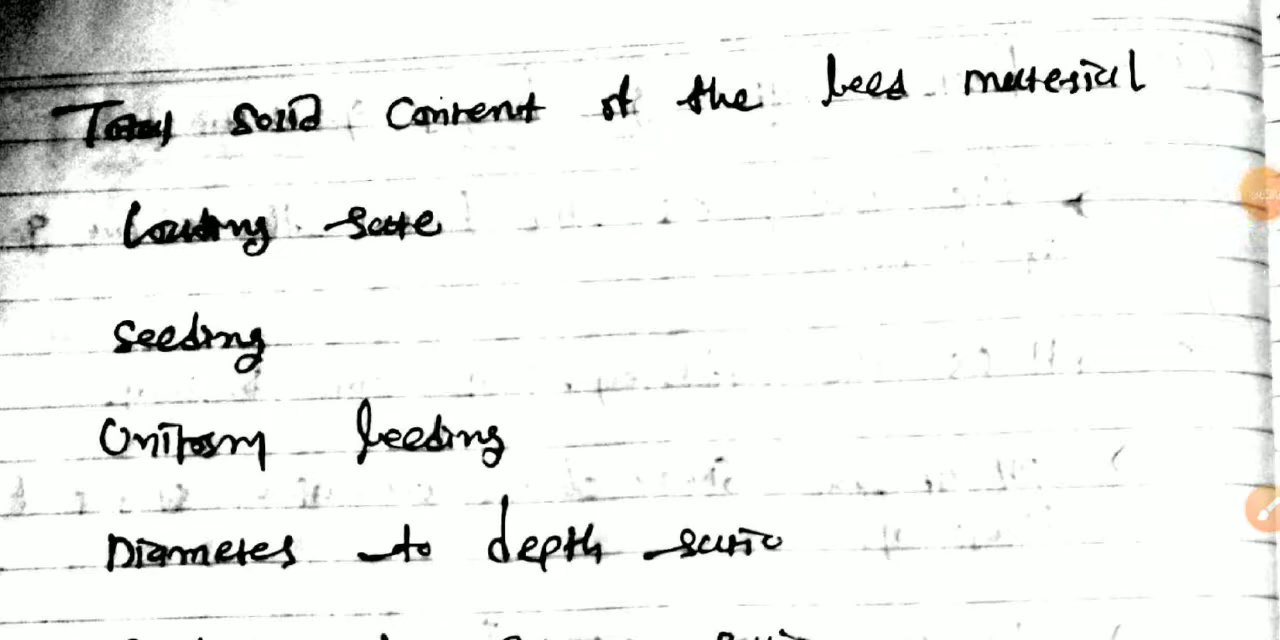 Total solid content of the feed material
Loading rate
Seeding
Uniform feeding
Diameter to depth ratio